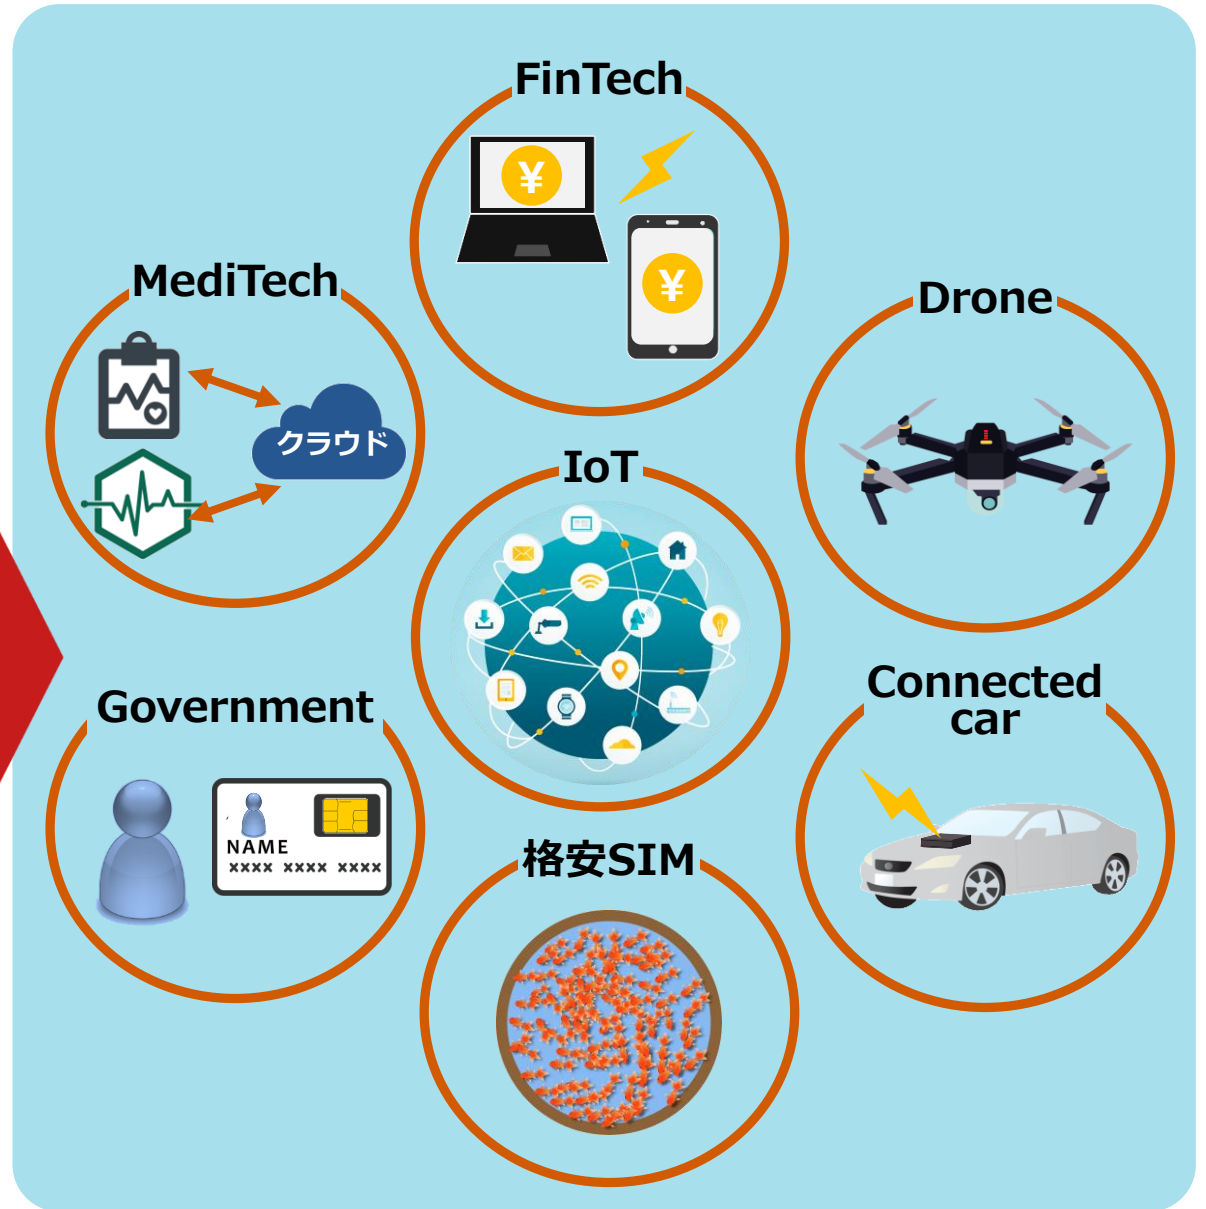 FinTech
¥
¥
MediTech
クラウド
Drone
IoT
Government
NAME
xxxx xxxx xxxx
Connected
car
格安SIM